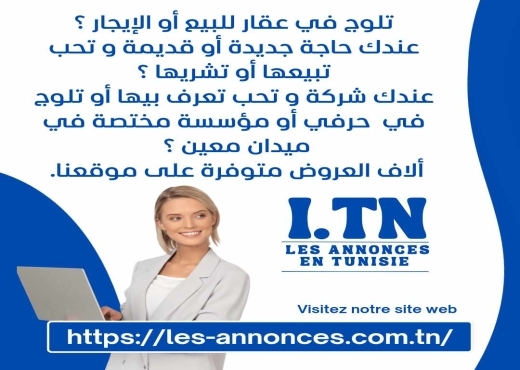 تلوج في عقار للبيع أو الإيجار ؟
عندك حاجة جديدة أو قديمة و تحب
تبيعها أو تشريها ؟
عندك شركة و تحب تعرف بيها أو تلوج
في حرفي أو مؤسسة مختصة في
ميدان معين ؟
ألاف العروض متوفرة على موقعنا.
I.TN
LES ANNONCES
EN TUNISIE
Visitez notre site web
https://les-annonces.com.tn/